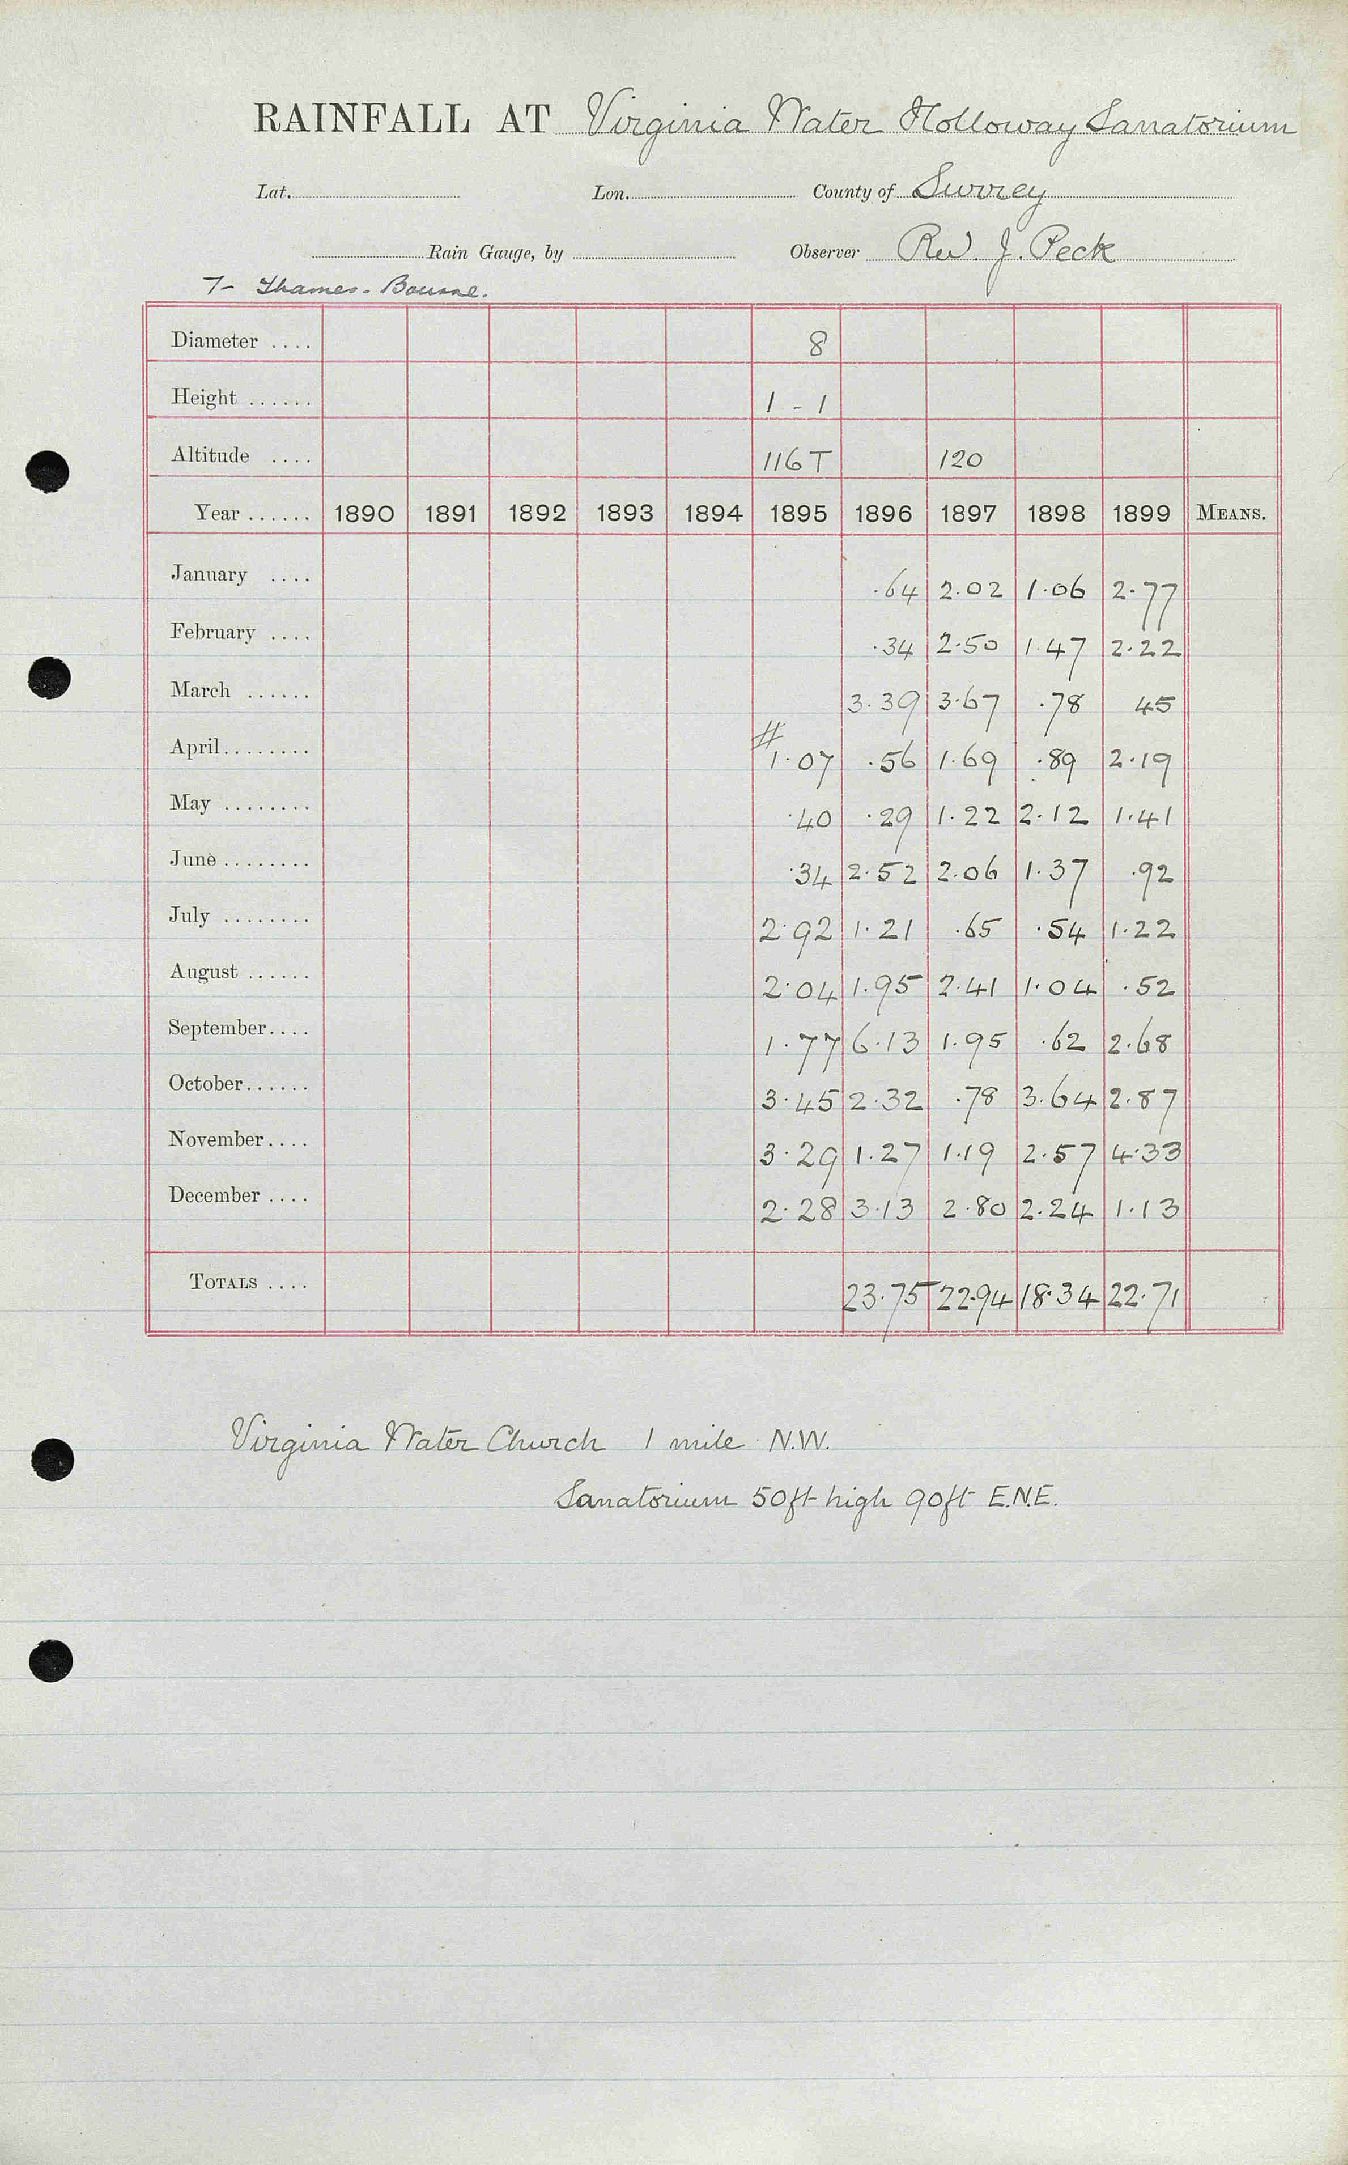 RAINFALL AT Virginia Water Holloway Sanatorium
Lat. Lon. County of Surrey
Rain Gauge, by Observer Rev. J. Peck
T- Thames - Bourne.
Diameter .... 8
Height ...... 1 - 1
Altitude .... 116 T 120
Year ...... 1890 1891 1892 1893 1894 1895 1896 1897 1898 1899 MEANS.
January .... .64 2.02 1.06 2.77
February .... .34 2.50 1.47 2.22
March ...... 3.39 3.67 .78 45
April........ # 1.07 .56 1.69 .89 2.19
May ........ .40 .29 1.22 2.12 1.41
June ........ .34 2.52 2.06 1.37 .92
July ........ 2.92 1.21 .65 .54 1.22
August ...... 2.04 1.95 2.41 1.04 .52
September.... 1.77 6.13 1.95 .62 2.68
October...... 3.45 2.32 .78 3.64 2.87
November.... 3.29 1.27 1.19 2.57 4.33
December .... 2.28 3.13 2.80 2.24 1.13
TOTALS .... 23.75 22.94 18.34 22.71
Virginia Water Church 1 mile N.W.
Sanatorium 50ft high 90ft E.N.E.